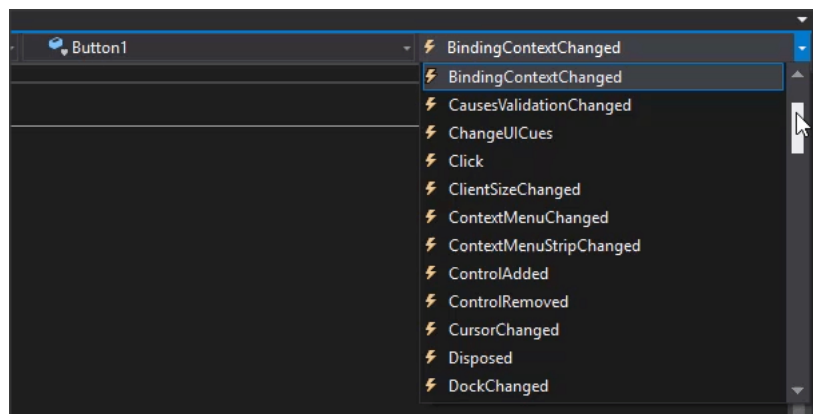 Button1
BindingContextChanged
BindingContextChanged
CausesValidationChanged
ChangeUICues
Click
ClientSizeChanged
ContextMenuChanged
ContextMenuStripChanged
ControlAdded
ControlRemoved
CursorChanged
Disposed
DockChanged